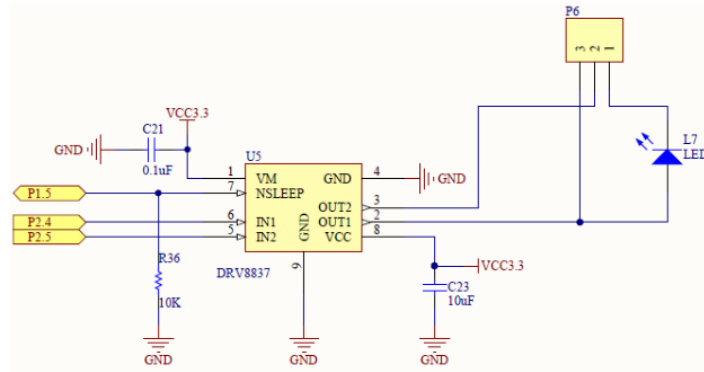 P6
3 2 1
VCC3.3
C21
GND
0.1uF
U5
L7
LED
1 VM GND 4 GND
P1.5 7 NSLEEP
OUT2 3
P2.4 6 IN1 OUT1 2
P2.5 5 IN2 GND VCC 8
R36
9
DRV8837
VCC3.3
C23
10uF
10K
GND
GND
GND